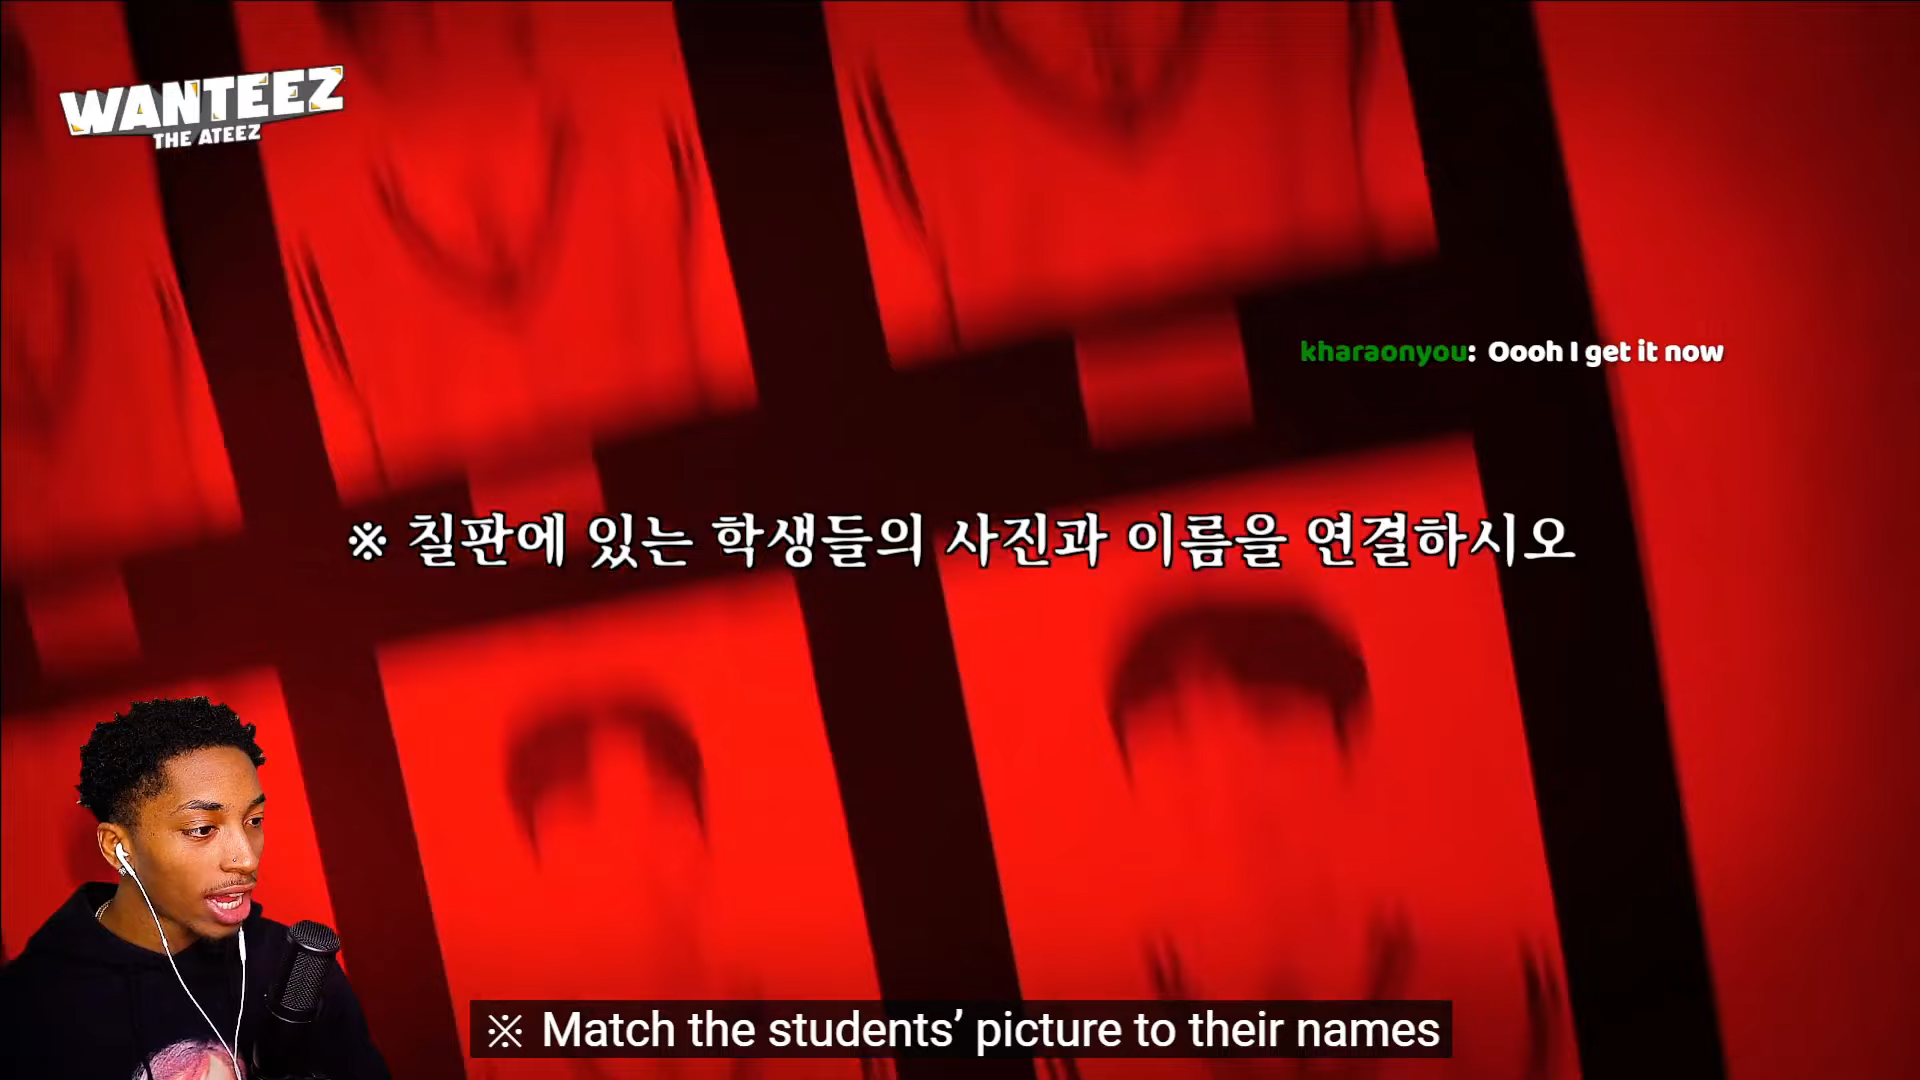 WANTEEZ
THE ATEEZ
kharaonyou: Oooh I get it now
※ 칠판에 있는 학생들의 사진과 이름을 연결하시오
※ Match the students’ picture to their names